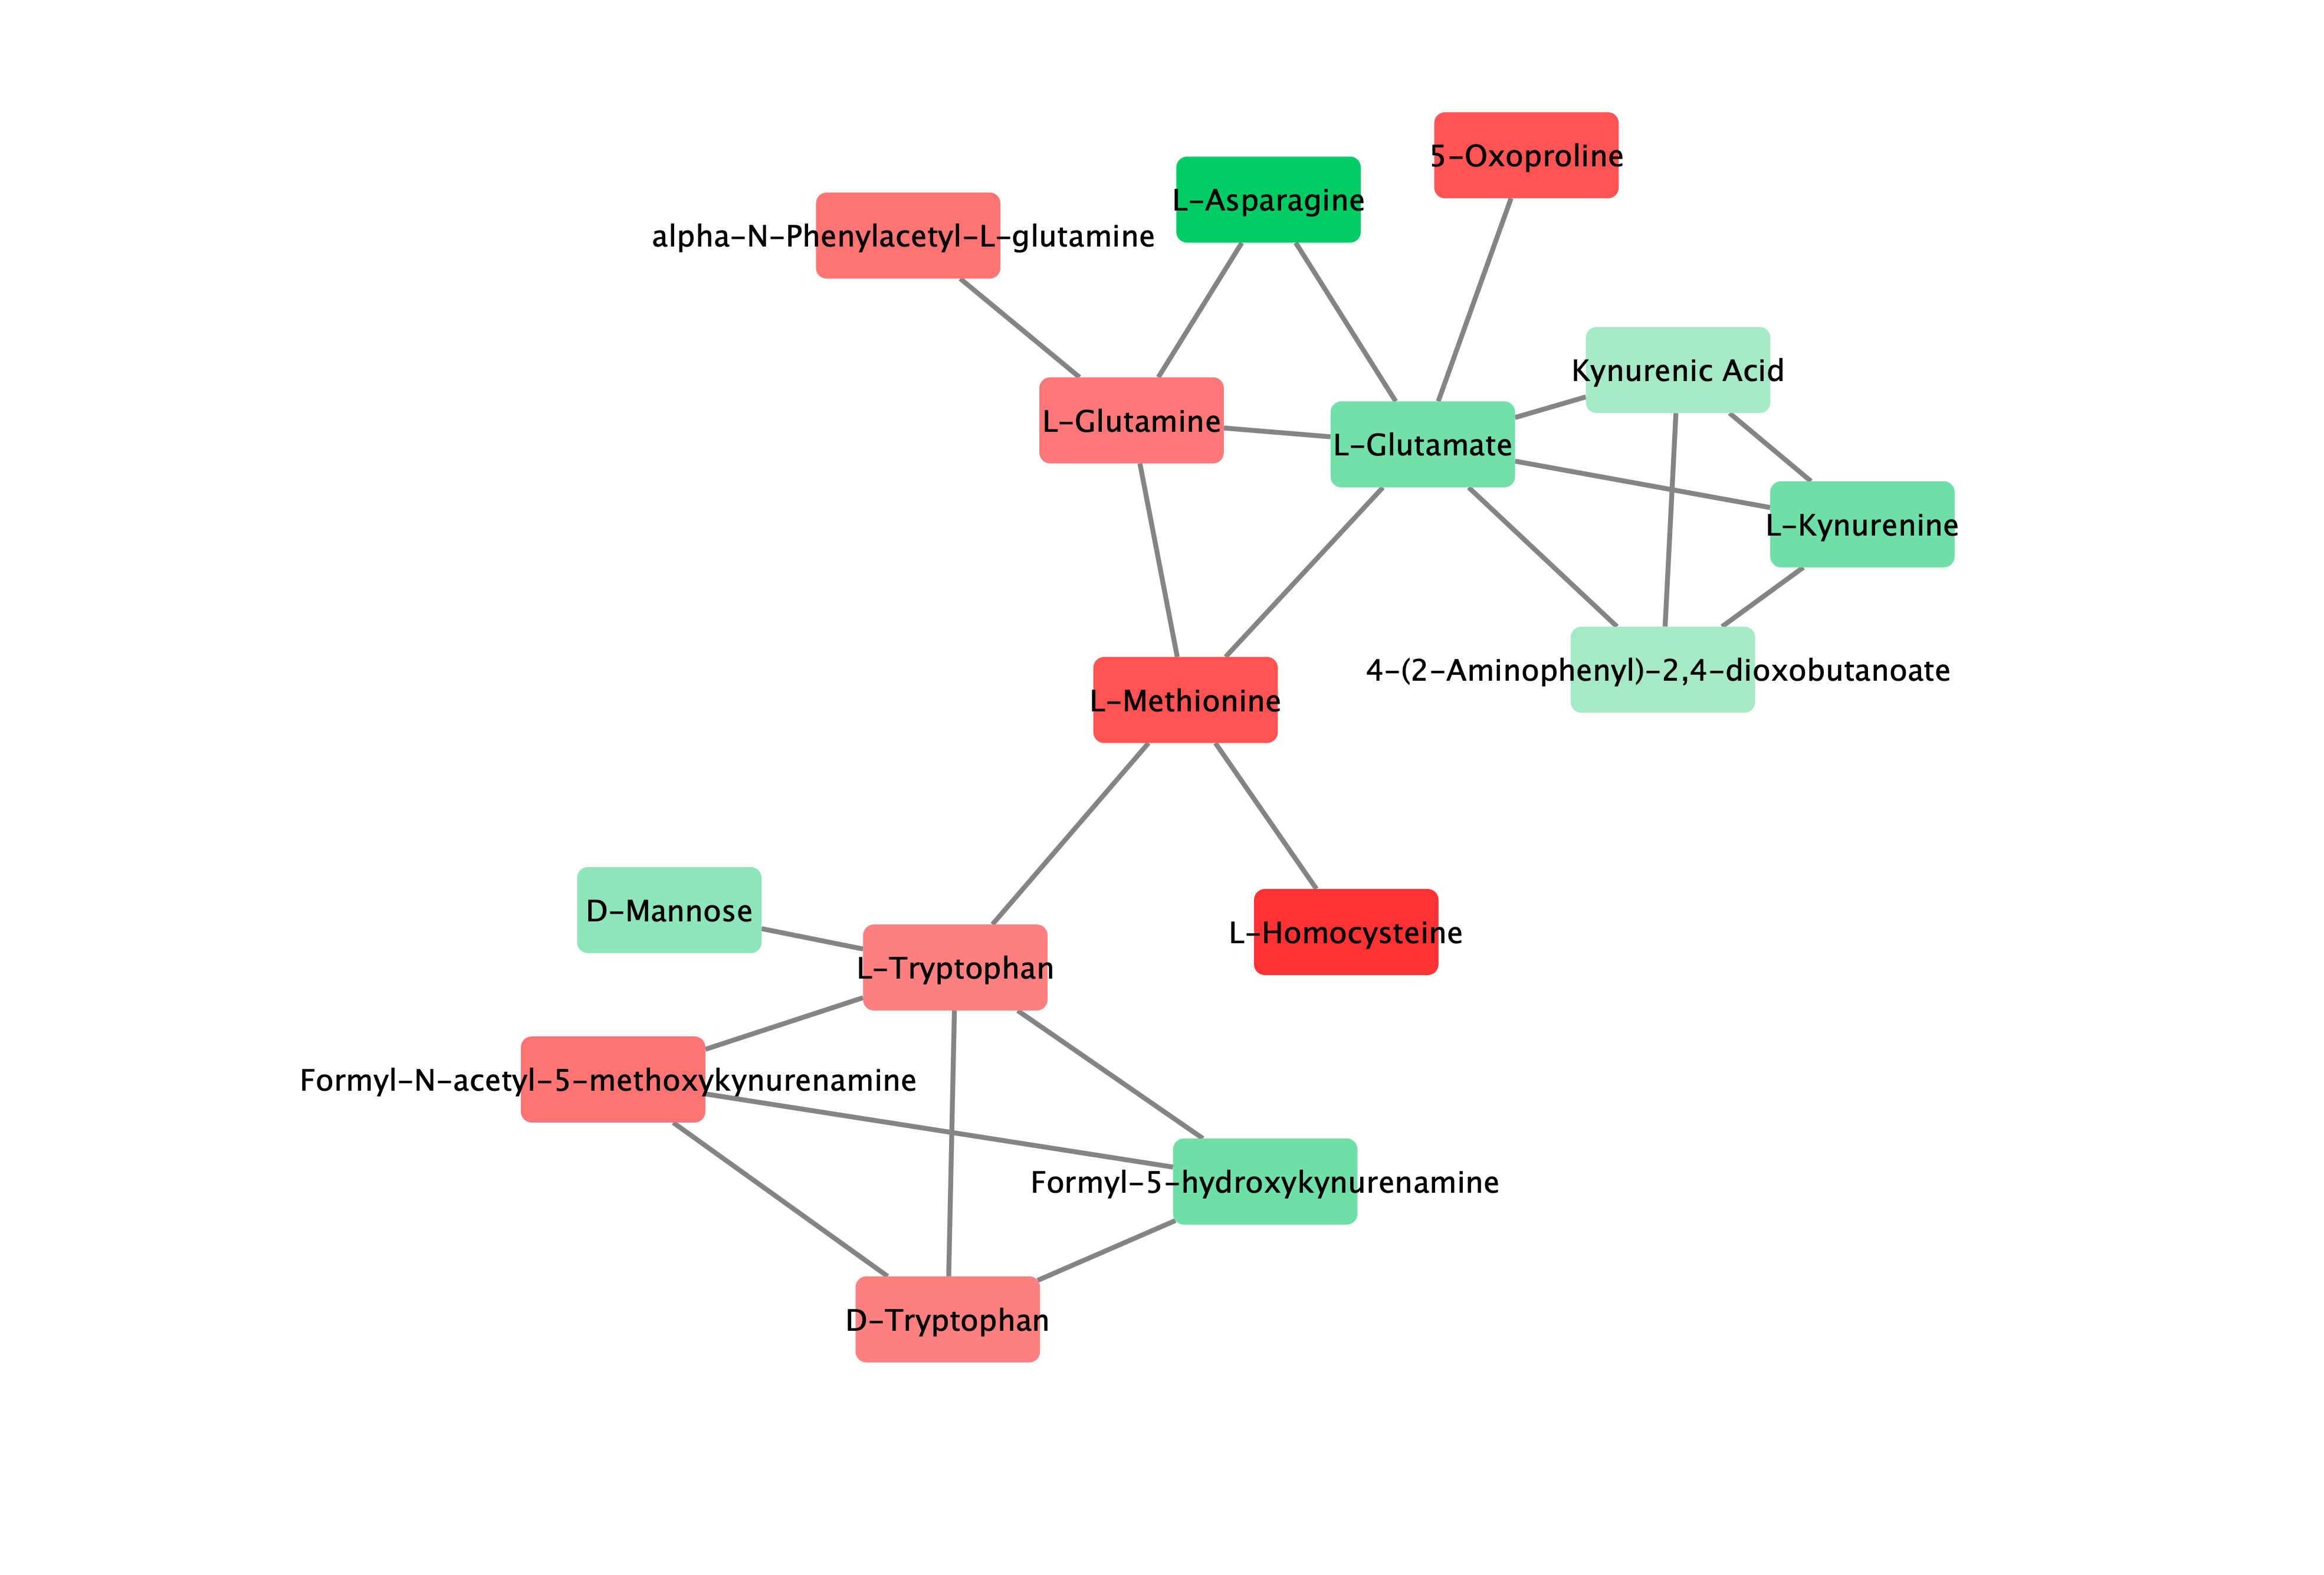 5-Oxoproline
L-Asparagine
alpha-N-Phenylacetyl-L-glutamine
Kynurenic Acid
L-Glutamine
L-Glutamate
L-Kynurenine
4-(2-Aminophenyl)-2,4-dioxobutanoate
L-Methionine
D-Mannose
L-Homocysteine
L-Tryptophan
Formyl-N-acetyl-5-methoxykynurenamine
Formyl-5-hydroxykynurenamine
D-Tryptophan